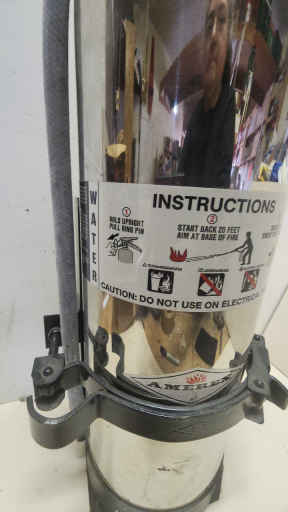 INSTRUCTIONS
WATER
1
HOLD UPRIGHT
PULL RING PIN
2
START BACK 20 FEET
AIM AT BASE OF FIRE
CAUTION: DO NOT USE ON ELECTRICAL
AMEREX